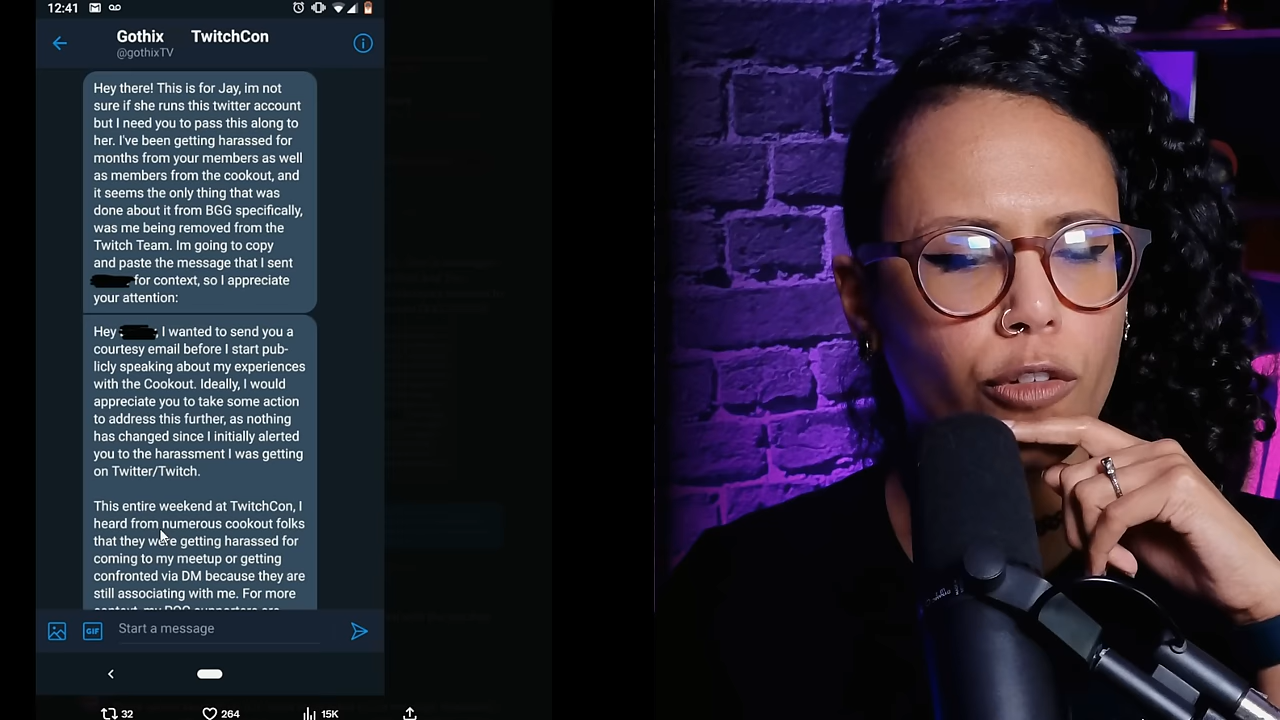 12:41
Gothix TwitchCon
@gothixTV
Hey there! This is for Jay, im not
sure if she runs this twitter account
but I need you to pass this along to
her. I've been getting harassed for
months from your members as well
as members from the cookout, and
it seems the only thing that was
done about it from BGG specifically,
was me being removed from the
Twitch Team. Im going to copy
and paste the message that I sent
for context, so I appreciate
your attention:
Hey , I wanted to send you a
courtesy email before I start pub-
licly speaking about my experiences
with the Cookout. Ideally, I would
appreciate you to take some action
to address this further, as nothing
has changed since I initially alerted
you to the harassment I was getting
on Twitter/Twitch.
This entire weekend at TwitchCon, I
heard from numerous cookout folks
that they were getting harassed for
coming to my meetup or getting
confronted via DM because they are
still associating with me. For more
GIF
Start a message
32 264 15K